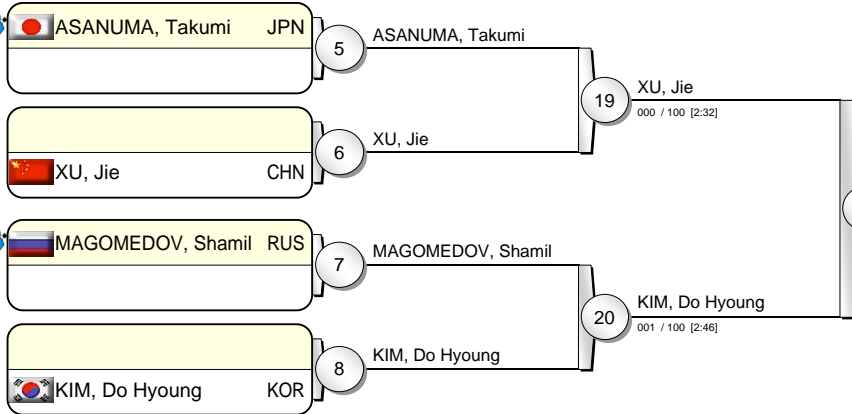 ASANUMA, Takumi JPN
5
ASANUMA, Takumi
19
XU, Jie
000 / 100 [2:32]
6
XU, Jie
XU, Jie CHN
MAGOMEDOV, Shamil RUS
7
MAGOMEDOV, Shamil
20
KIM, Do Hyoung
001 / 100 [2:46]
8
KIM, Do Hyoung
KIM, Do Hyoung KOR